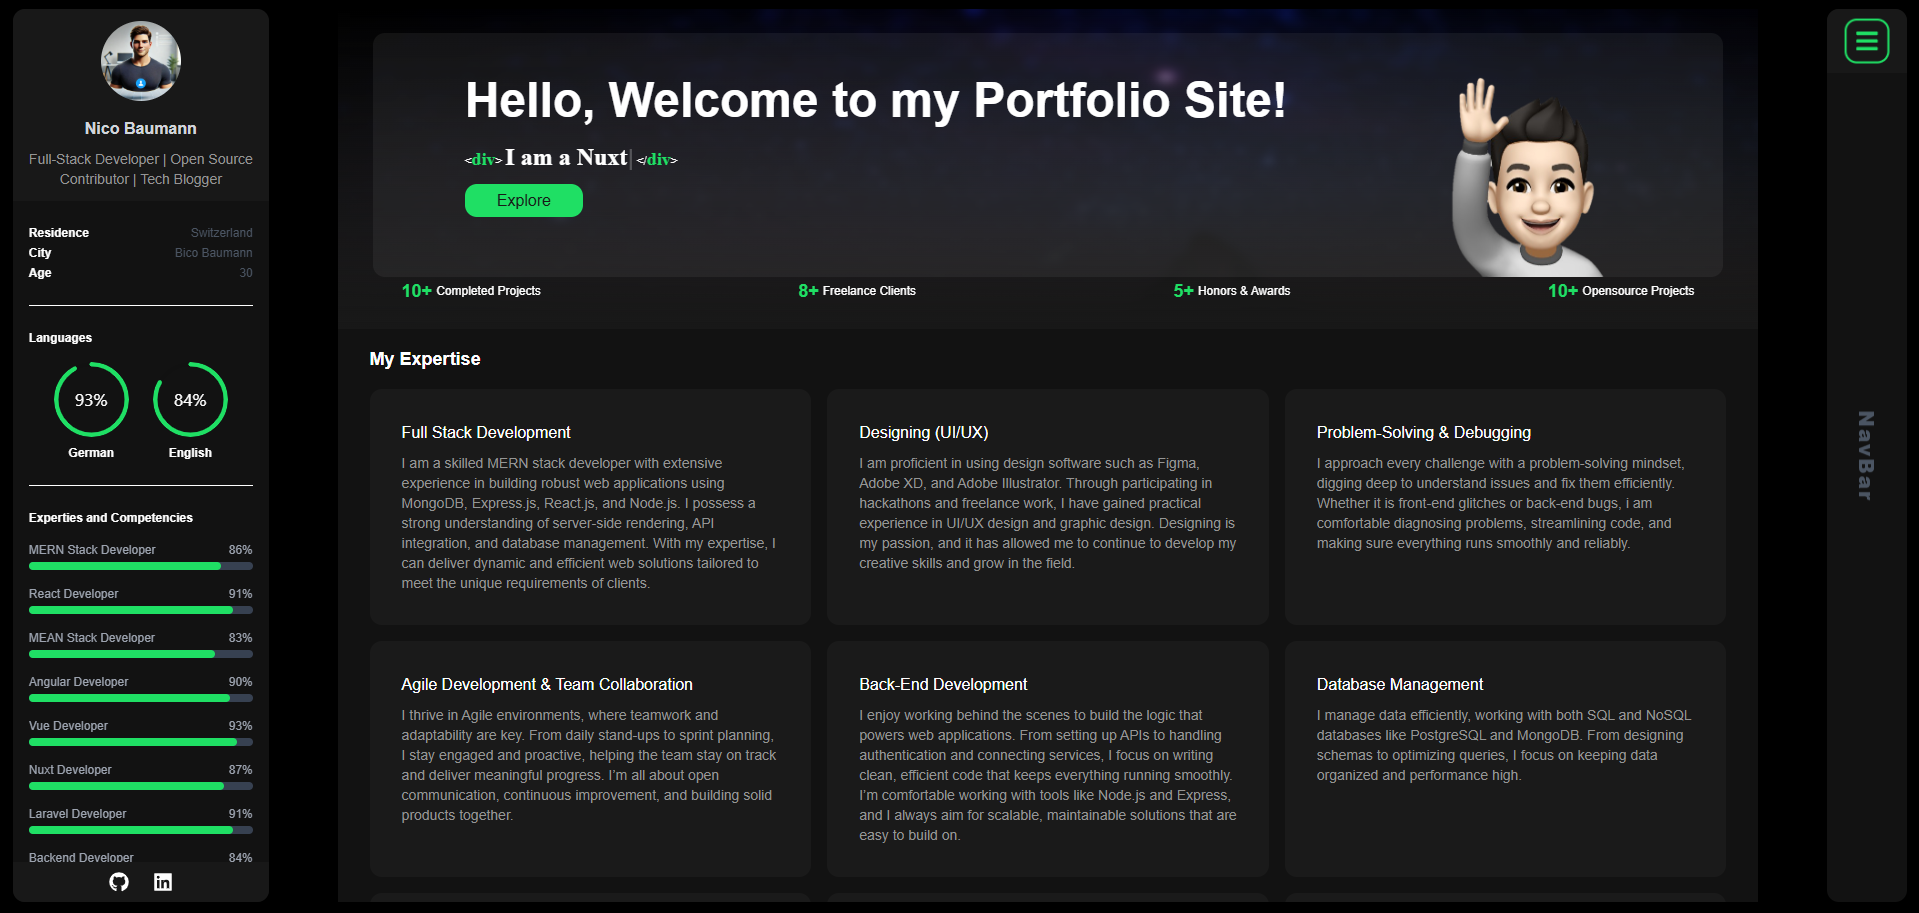 Nico Baumann
Full-Stack Developer | Open Source
Contributor | Tech Blogger
Residence Switzerland
City Bico Baumann
Age 30
Languages
93% 84%
German English
Experties and Competencies
MERN Stack Developer 86%
React Developer 91%
MEAN Stack Developer 83%
Angular Developer 90%
Vue Developer 93%
Nuxt Developer 87%
Laravel Developer 91%
Backend Developer 84%
Hello, Welcome to my Portfolio Site!
<div> I am a Nuxt| </div>
Explore
10+ Completed Projects 8+ Freelance Clients 5+ Honors & Awards 10+ Opensource Projects
My Expertise
Full Stack Development
I am a skilled MERN stack developer with extensive
experience in building robust web applications using
MongoDB, Express.js, React.js, and Node.js. I possess a
strong understanding of server-side rendering, API
integration, and database management. With my expertise, I
can deliver dynamic and efficient web solutions tailored to
meet the unique requirements of clients.
Designing (UI/UX)
I am proficient in using design software such as Figma,
Adobe XD, and Adobe Illustrator. Through participating in
hackathons and freelance work, I have gained practical
experience in UI/UX design and graphic design. Designing is
my passion, and it has allowed me to continue to develop my
creative skills and grow in the field.
Problem-Solving & Debugging
I approach every challenge with a problem-solving mindset,
digging deep to understand issues and fix them efficiently.
Whether it is front-end glitches or back-end bugs, i am
comfortable diagnosing problems, streamlining code, and
making sure everything runs smoothly and reliably.
Agile Development & Team Collaboration
I thrive in Agile environments, where teamwork and
adaptability are key. From daily stand-ups to sprint planning,
I stay engaged and proactive, helping the team stay on track
and deliver meaningful progress. I’m all about open
communication, continuous improvement, and building solid
products together.
Back-End Development
I enjoy working behind the scenes to build the logic that
powers web applications. From setting up APIs to handling
authentication and connecting services, I focus on writing
clean, efficient code that keeps everything running smoothly.
I’m comfortable working with tools like Node.js and Express,
and I always aim for scalable, maintainable solutions that are
easy to build on.
Database Management
I manage data efficiently, working with both SQL and NoSQL
databases like PostgreSQL and MongoDB. From designing
schemas to optimizing queries, I focus on keeping data
organized and performance high.
NavBar